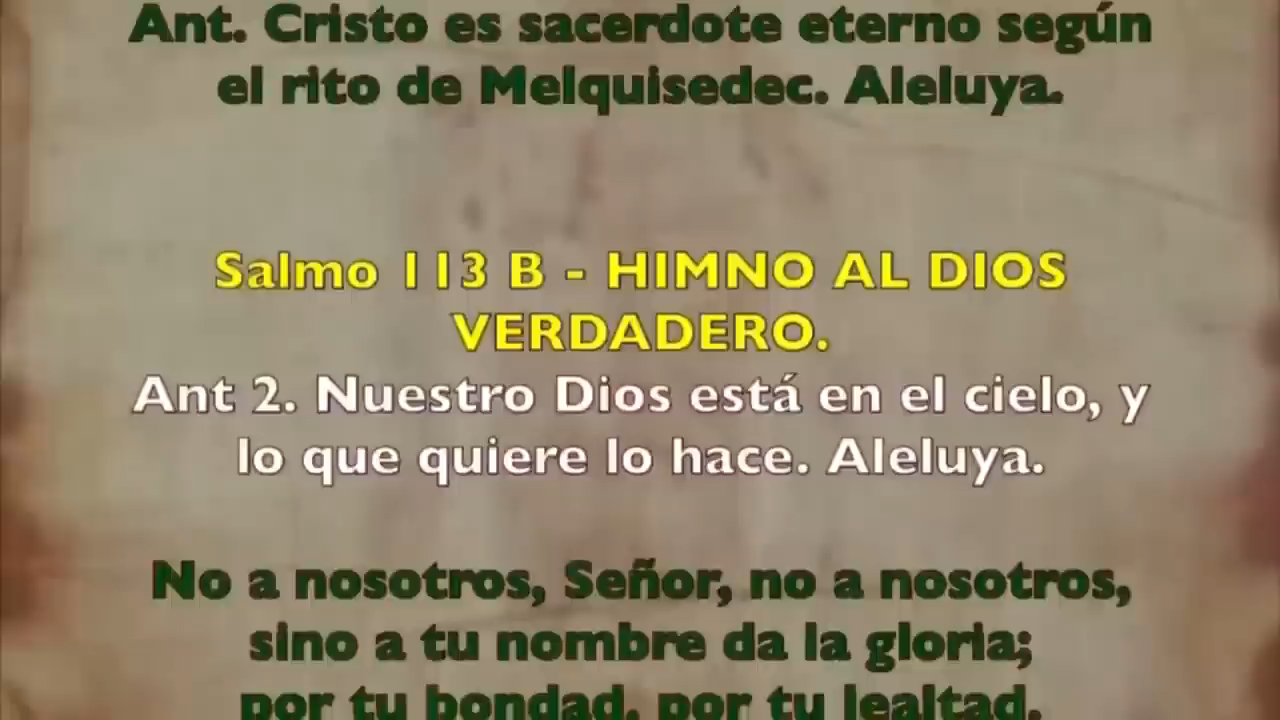 Ant. Cristo es sacerdote eterno según
el rito de Melquisedec. Aleluya.
Salmo 113 B - HIMNO AL DIOS
VERDADERO.
Ant 2. Nuestro Dios está en el cielo, y
lo que quiere lo hace. Aleluya.
No a nosotros, Señor, no a nosotros,
sino a tu nombre da la gloria;
por tu bondad, por tu lealtad.